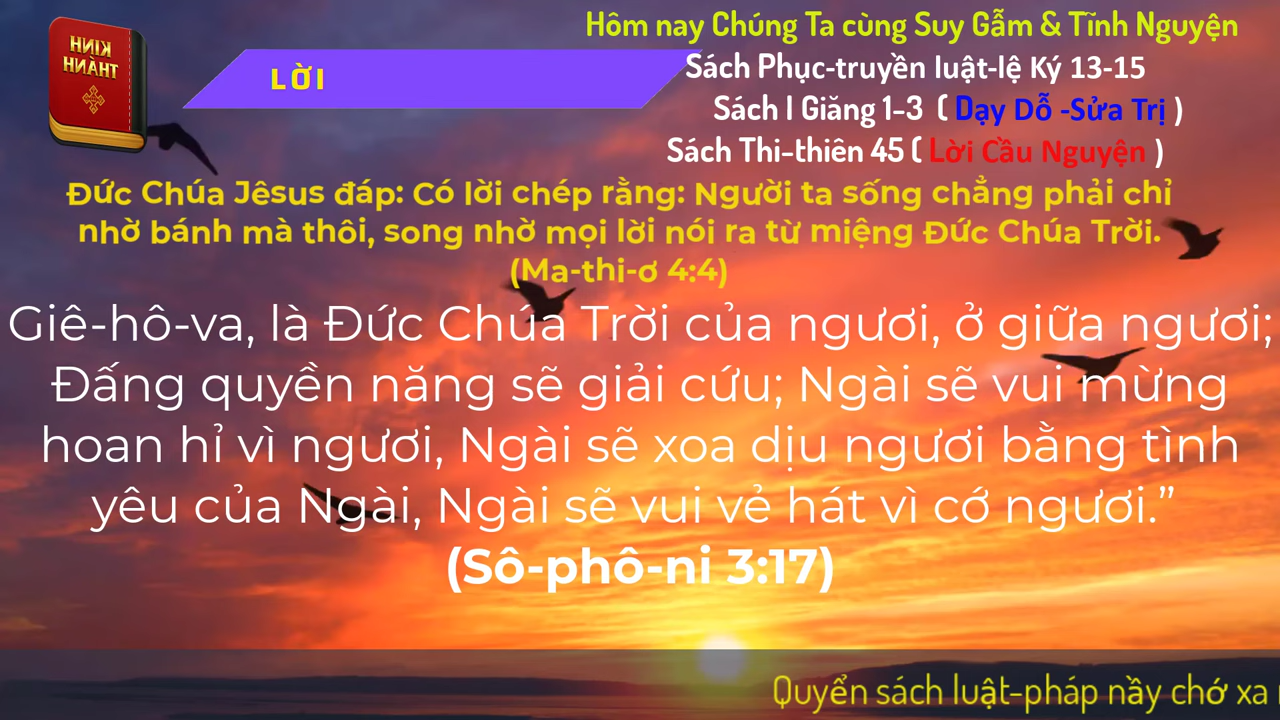 KINH
THÁNH
LỜI
Hôm nay Chúng Ta cùng Suy Gẫm & Tĩnh Nguyện
Sách Phục-truyền luật-lệ Ký 13-15
Sách I Giăng 1-3 ( Dạy Dỗ -Sửa Trị )
Sách Thi-thiên 45 ( Lời Cầu Nguyện )
Đức Chúa Jêsus đáp: Có lời chép rằng: Người ta sống chẳng phải chỉ
nhờ bánh mà thôi, song nhờ mọi lời nói ra từ miệng Đức Chúa Trời.
(Ma-thi-ơ 4:4)
Giê-hô-va, là Đức Chúa Trời của ngươi, ở giữa ngươi;
Đấng quyền năng sẽ giải cứu; Ngài sẽ vui mừng
hoan hỉ vì ngươi, Ngài sẽ xoa dịu ngươi bằng tình
yêu của Ngài, Ngài sẽ vui vẻ hát vì cớ ngươi.”
(Sô-phô-ni 3:17)
Quyển sách luật-pháp nầy chớ xa